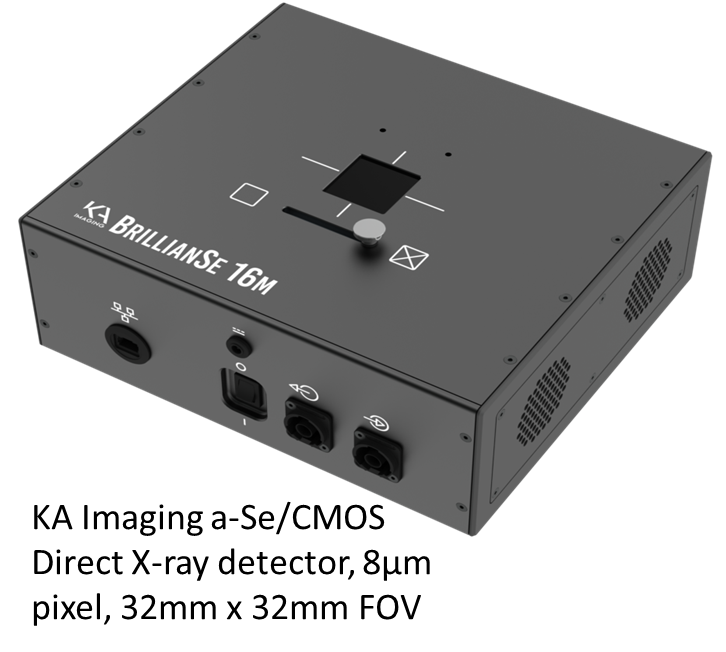 KA
IMAGING
BRILLIANSE 16M
O
I
KA Imaging a-Se/CMOS
Direct X-ray detector, 8µm
pixel, 32mm x 32mm FOV